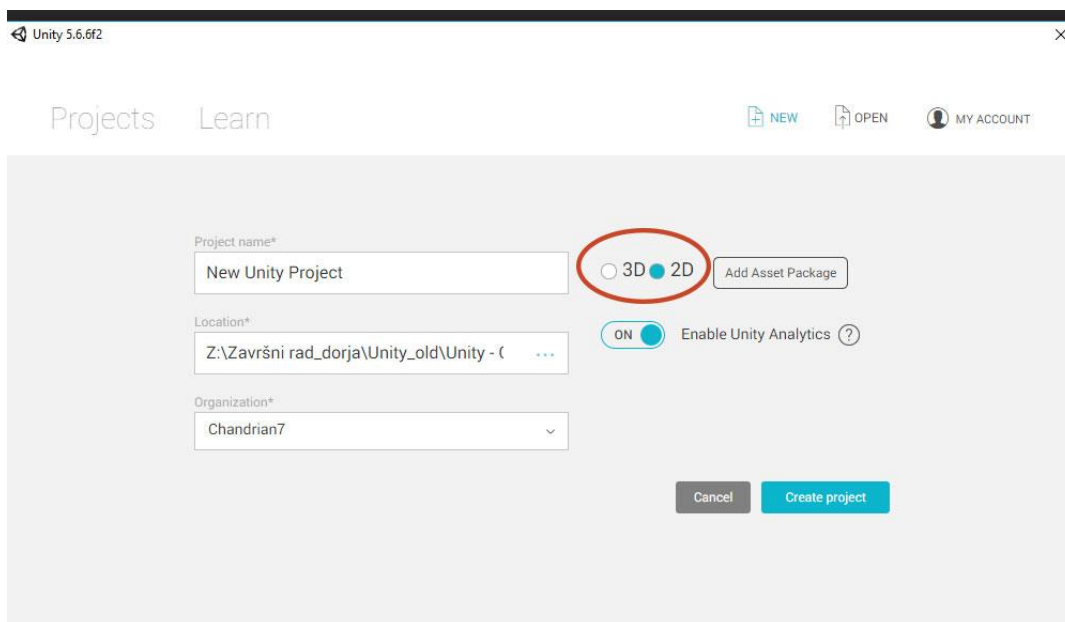 Unity 5.6.6f2
Projects Learn NEW OPEN MY ACCOUNT
Project name*
New Unity Project
3D 2D Add Asset Package
Location*
Z:\Završni rad_dorja\Unity_old\Unity - (
... ON Enable Unity Analytics ?
Organization*
Chandrian7
Cancel Create project